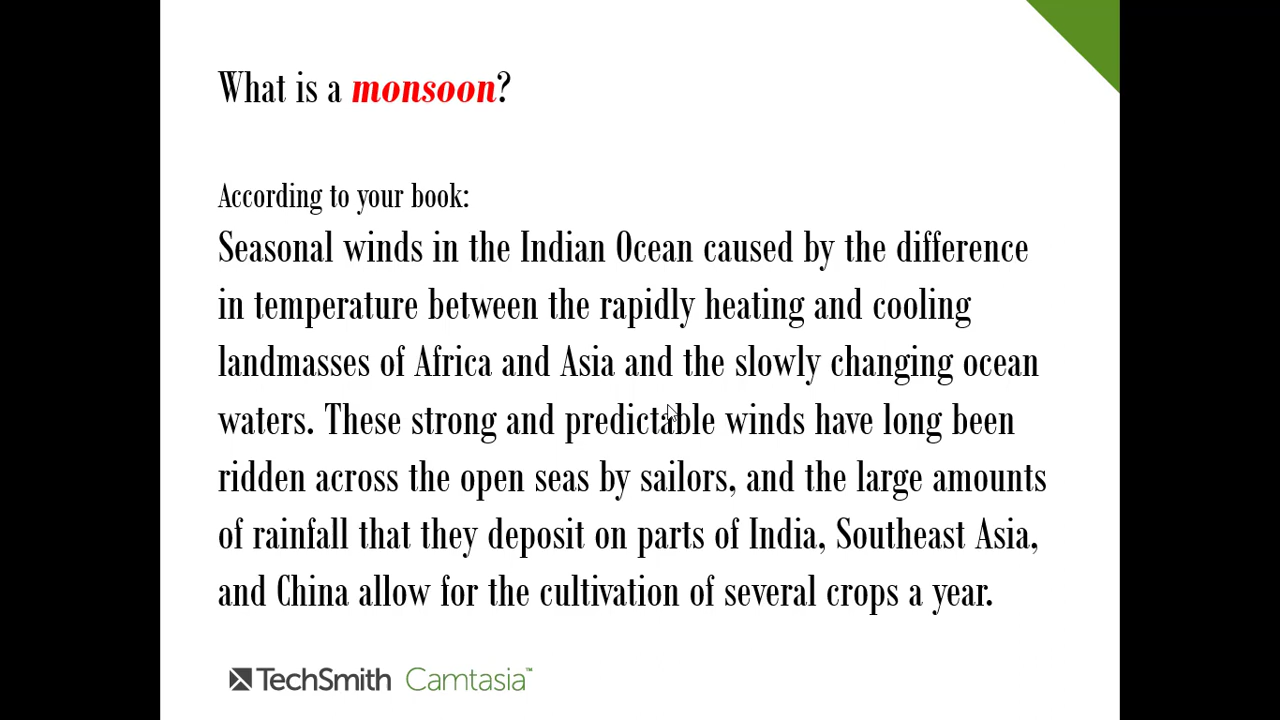 What is a monsoon?
According to your book:
Seasonal winds in the Indian Ocean caused by the difference
in temperature between the rapidly heating and cooling
landmasses of Africa and Asia and the slowly changing ocean
waters. These strong and predictable winds have long been
ridden across the open seas by sailors, and the large amounts
of rainfall that they deposit on parts of India, Southeast Asia,
and China allow for the cultivation of several crops a year.
TechSmith Camtasia™